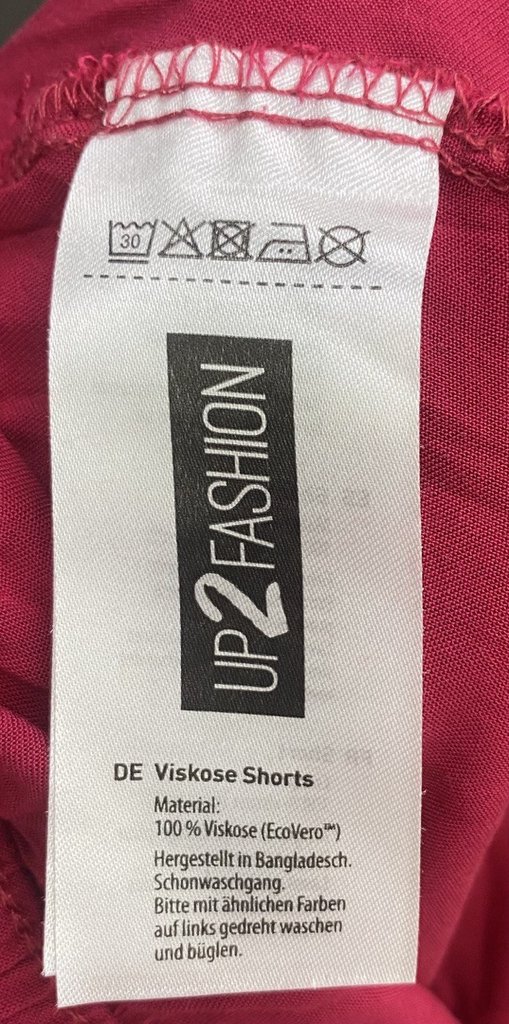 30
UP2FASHION
DE Viskose Shorts
Material:
100 % Viskose (EcoVero™)
Hergestellt in Bangladesch.
Schonwaschgang.
Bitte mit ähnlichen Farben
auf links gedreht waschen
und büglen.